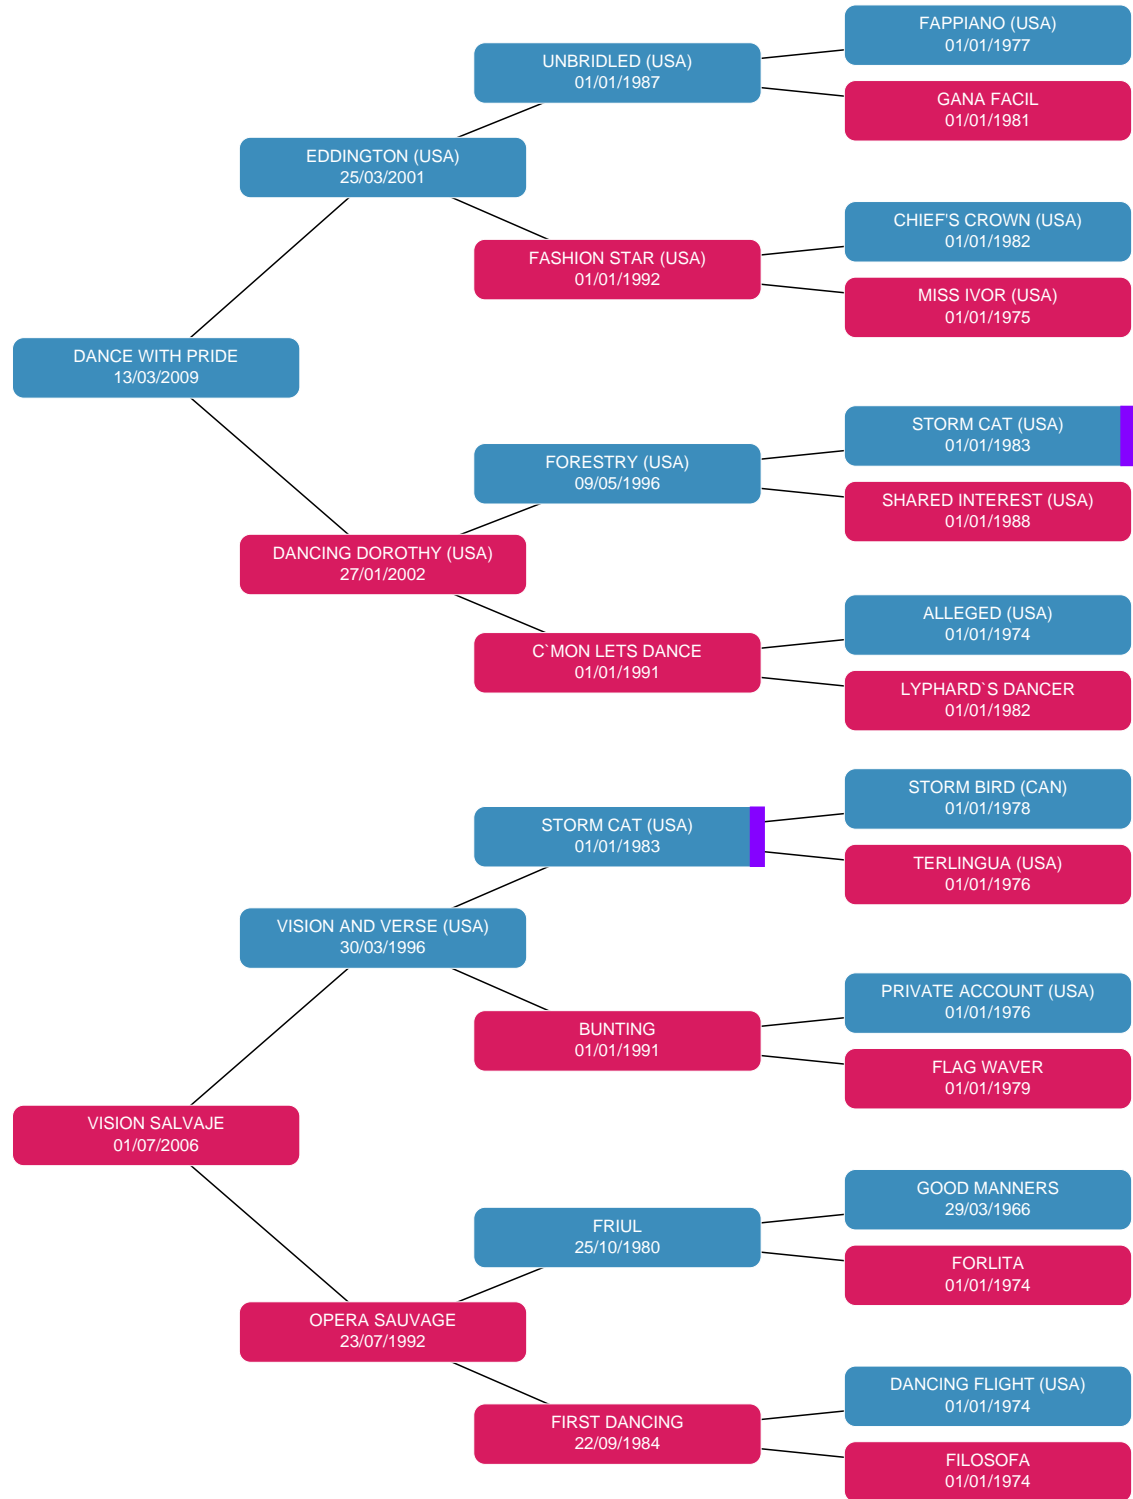 FAPPIANO (USA)
01/01/1977
UNBRIDLED (USA)
01/01/1987
GANA FACIL
01/01/1981
EDDINGTON (USA)
25/03/2001
CHIEF'S CROWN (USA)
01/01/1982
FASHION STAR (USA)
01/01/1992
MISS IVOR (USA)
01/01/1975
DANCE WITH PRIDE
13/03/2009
STORM CAT (USA)
01/01/1983
FORESTRY (USA)
09/05/1996
SHARED INTEREST (USA)
01/01/1988
DANCING DOROTHY (USA)
27/01/2002
ALLEGED (USA)
01/01/1974
C`MON LETS DANCE
01/01/1991
LYPHARD`S DANCER
01/01/1982
STORM BIRD (CAN)
01/01/1978
STORM CAT (USA)
01/01/1983
TERLINGUA (USA)
01/01/1976
VISION AND VERSE (USA)
30/03/1996
PRIVATE ACCOUNT (USA)
01/01/1976
BUNTING
01/01/1991
FLAG WAVER
01/01/1979
VISION SALVAJE
01/07/2006
GOOD MANNERS
29/03/1966
FRIUL
25/10/1980
FORLITA
01/01/1974
OPERA SAUVAGE
23/07/1992
DANCING FLIGHT (USA)
01/01/1974
FIRST DANCING
22/09/1984
FILOSOFA
01/01/1974